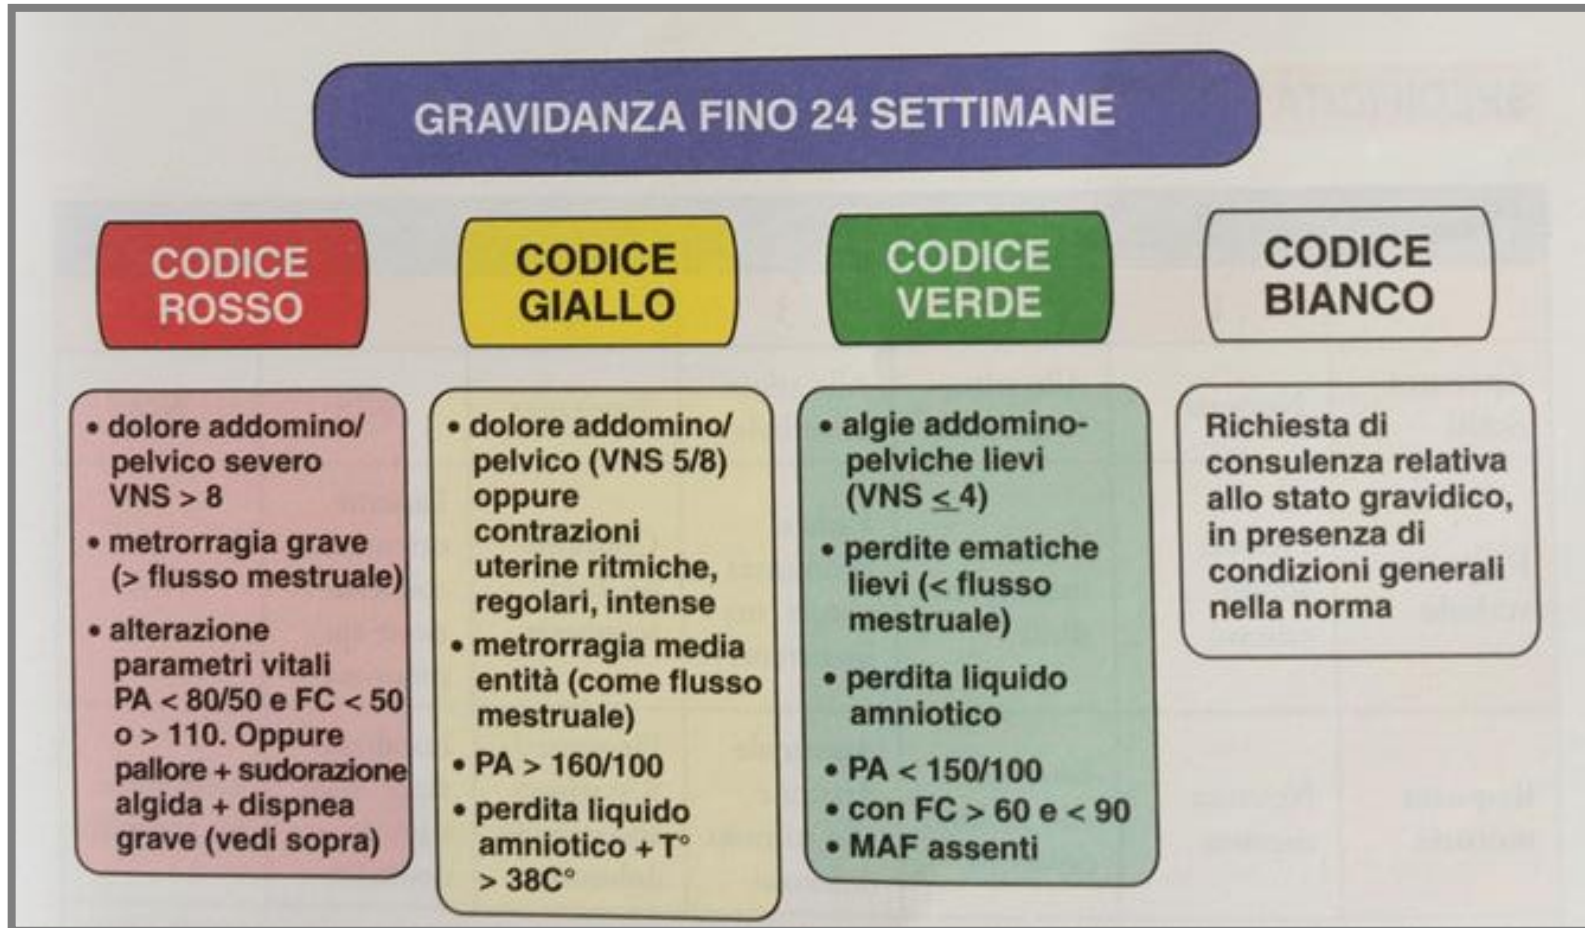 GRAVIDANZA FINO 24 SETTIMANE
CODICE
ROSSO
• dolore addomino/
pelvico severo
VNS > 8
• metrorragia grave
(> flusso mestruale)
• alterazione
parametri vitali
PA < 80/50 e FC < 50
o > 110. Oppure
pallore + sudorazione
algida + dispnea
grave (vedi sopra)
CODICE
GIALLO
• dolore addomino/
pelvico (VNS 5/8)
oppure
contrazioni
uterine ritmiche,
regolari, intense
• metrorragia media
entità (come flusso
mestruale)
• PA > 160/100
• perdita liquido
amniotico + T°
> 38C°
CODICE
VERDE
• algie addomino-
pelviche lievi
(VNS ≤ 4)
• perdite ematiche
lievi (< flusso
mestruale)
• perdita liquido
amniotico
• PA < 150/100
• con FC > 60 e < 90
• MAF assenti
CODICE
BIANCO
Richiesta di
consulenza relativa
allo stato gravidico,
in presenza di
condizioni generali
nella norma